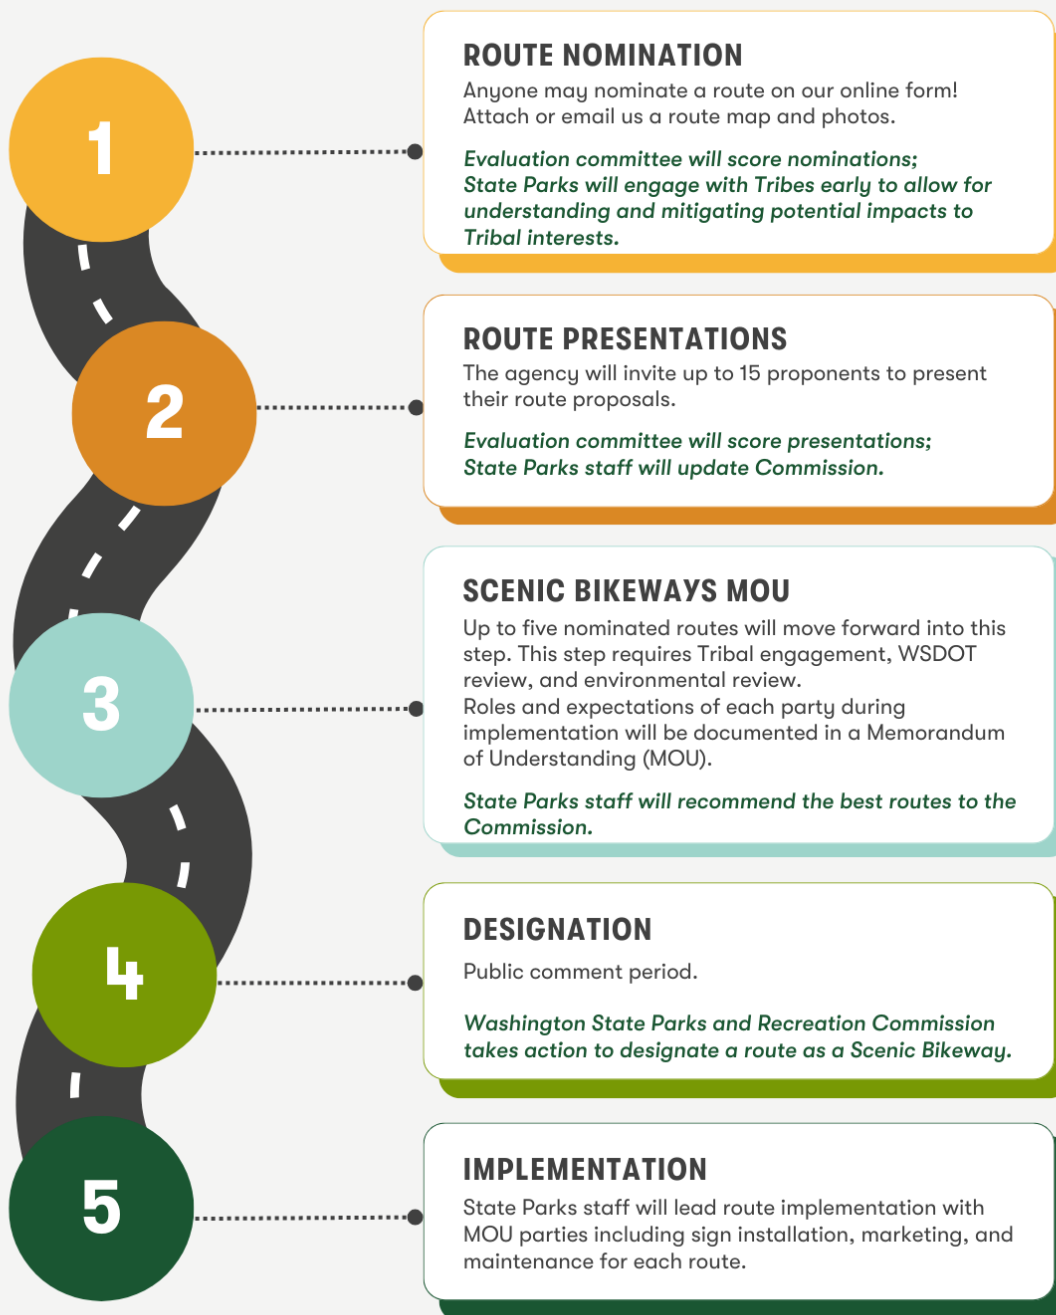 1
ROUTE NOMINATION
Anyone may nominate a route on our online form!
Attach or email us a route map and photos.
Evaluation committee will score nominations;
State Parks will engage with Tribes early to allow for
understanding and mitigating potential impacts to
Tribal interests.
2
ROUTE PRESENTATIONS
The agency will invite up to 15 proponents to present
their route proposals.
Evaluation committee will score presentations;
State Parks staff will update Commission.
3
SCENIC BIKEWAYS MOU
Up to five nominated routes will move forward into this
step. This step requires Tribal engagement, WSDOT
review, and environmental review.
Roles and expectations of each party during
implementation will be documented in a Memorandum
of Understanding (MOU).
State Parks staff will recommend the best routes to the
Commission.
4
DESIGNATION
Public comment period.
Washington State Parks and Recreation Commission
takes action to designate a route as a Scenic Bikeway.
5
IMPLEMENTATION
State Parks staff will lead route implementation with
MOU parties including sign installation, marketing, and
maintenance for each route.